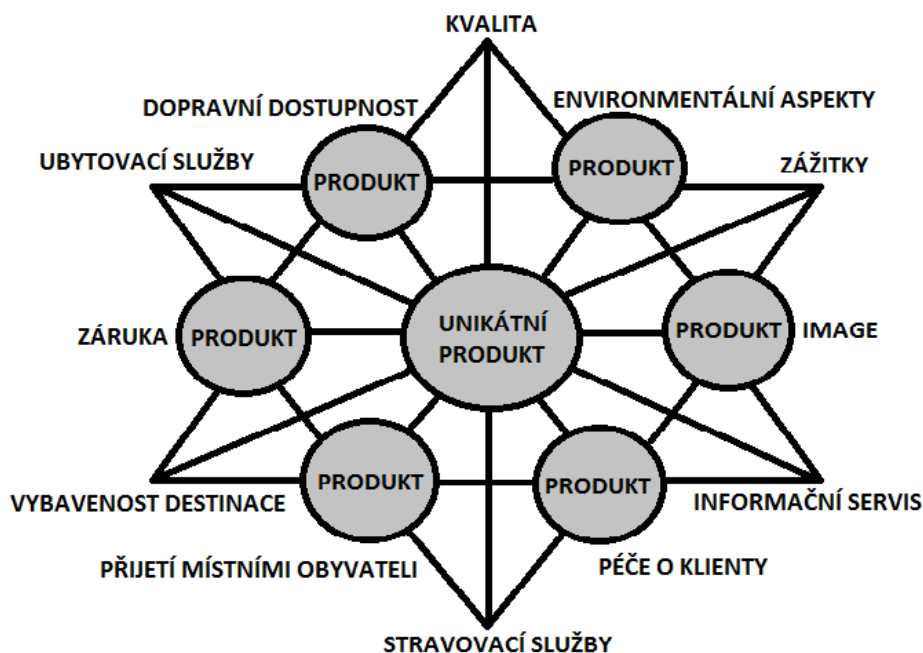 KVALITA
DOPRAVNÍ DOSTUPNOST
ENVIRONMENTÁLNÍ ASPEKTY
UBYTOVACÍ SLUŽBY
ZÁŽITKY
PRODUKT
PRODUKT
ZÁRUKA
PRODUKT
UNIKÁTNÍ
PRODUKT
PRODUKT
IMAGE
PRODUKT
PRODUKT
VYBAVENOST DESTINACE
INFORMAČNÍ SERVIS
PŘIJETÍ MÍSTNÍMI OBYVATELI
PÉČE O KLIENTY
STRAVOVACÍ SLUŽBY